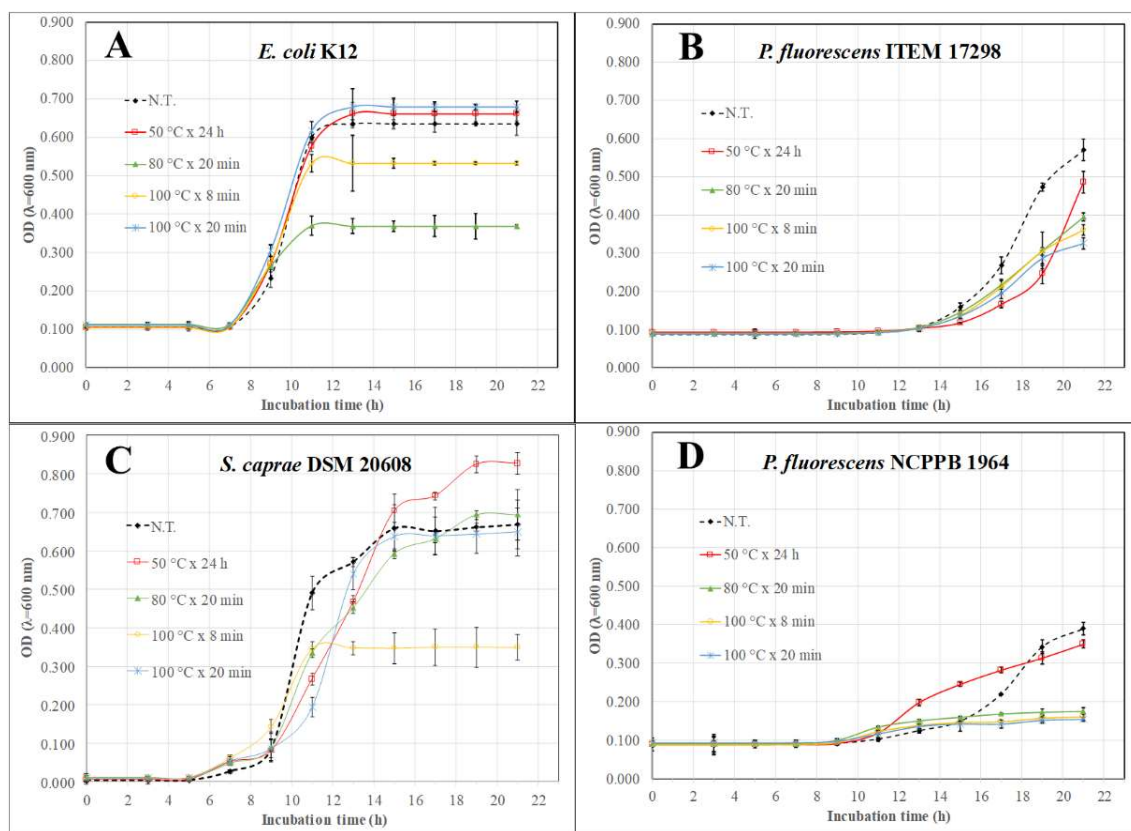 A
E. coli K12
0.900
0.800
0.700
0.600
0.500
0.400
0.300
0.200
0.100
0.000
OD (λ=600 nm)
N.T.
50 °C x 24 h
80 °C x 20 min
100 °C x 8 min
100 °C x 20 min
0 2 4 6 8 10 12 14 16 18 20 22
Incubation time (h)
B
P. fluorescens ITEM 17298
0.900
0.800
0.700
0.600
0.500
0.400
0.300
0.200
0.100
0.000
OD (λ=600 nm)
N.T.
50 °C x 24 h
80 °C x 20 min
100 °C x 8 min
100 °C x 20 min
0 2 4 6 8 10 12 14 16 18 20 22
Incubation time (h)
C
S. caprae DSM 20608
0.900
0.800
0.700
0.600
0.500
0.400
0.300
0.200
0.100
0.000
OD (λ=600 nm)
N.T.
50 °C x 24 h
80 °C x 20 min
100 °C x 8 min
100 °C x 20 min
0 2 4 6 8 10 12 14 16 18 20 22
Incubation time (h)
D
P. fluorescens NCPPB 1964
0.900
0.800
0.700
0.600
0.500
0.400
0.300
0.200
0.100
0.000
OD (λ=600 nm)
N.T.
50 °C x 24 h
80 °C x 20 min
100 °C x 8 min
100 °C x 20 min
0 2 4 6 8 10 12 14 16 18 20 22
Incubation time (h)